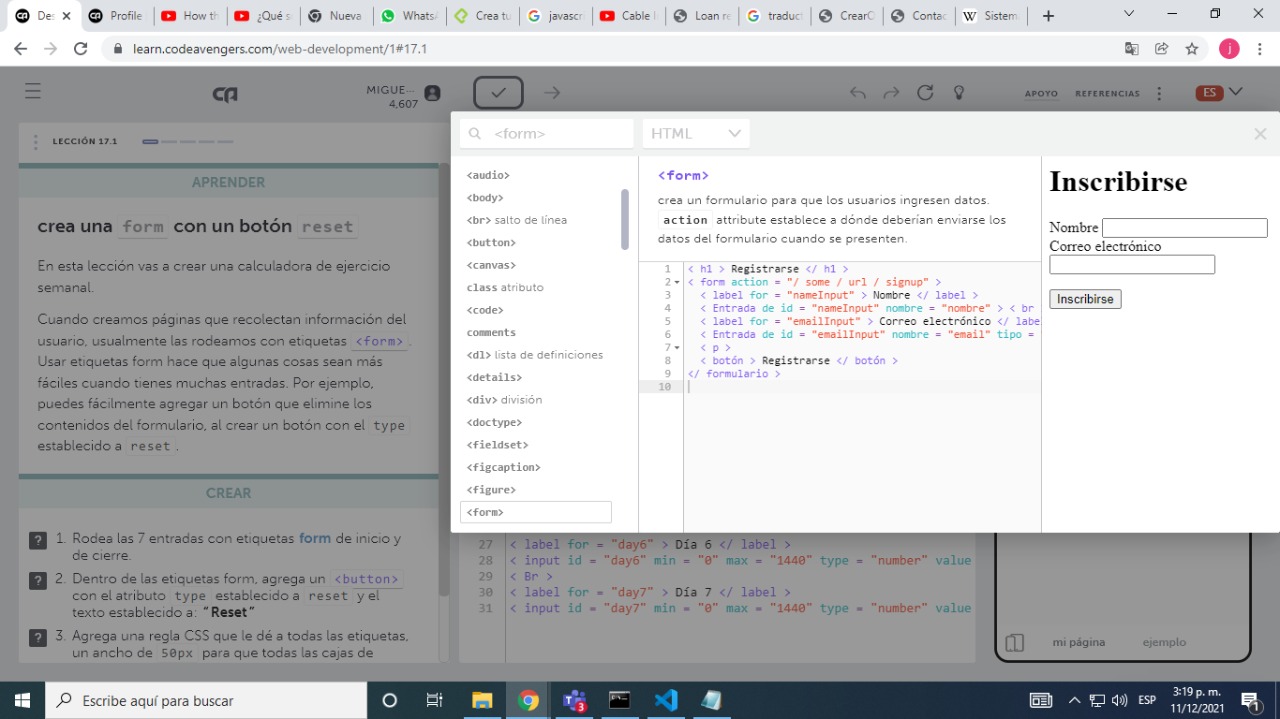 Des
Profile
How th
¿Qué s
Nueva
WhatsA
Crea tu
javascri
Cable l
Loan re
traduct
CrearO
Contac
Sistem
learn.codeavengers.com/web-development/1#17.1
MIGUE...
4,607
APOYO
REFERENCIAS
ES
LECCIÓN 17.1
APRENDER
crea una form con un botón reset
En esta lección vas a crear una calculadora de ejercicio
semanal.
Cuando entradas
usuario, usualmente las rodeamos en etiquetas <form>.
Usar etiquetas form hace que algunas cosas sean más
fáciles cuando tienes muchas entradas. Por ejemplo,
puedes fácilmente agregar un botón que elimine los
contenidos del formulario, al crear un botón con el type
establecido a reset.
CREAR
1. Rodea las 7 entradas con etiquetas form de inicio y
de cierre.
2. Dentro de las etiquetas form, agrega un <button>
con el atributo type establecido a reset y el
texto establecido a: “Reset”
3. Agrega una regla CSS que le dé a todas las etiquetas,
un ancho de 50px para que todas las cajas de
<form>
HTML
<audio>
<body>
<br> salto de línea
<button>
<canvas>
class atributo
<code>
comments
<dl> lista de definiciones
<details>
<div> división
<doctype>
<fieldset>
<figcaption>
<figure>
<form>
<form>
crea un formulario para que los usuarios ingresen datos.
action attribute establece a dónde deberían enviarse los
datos del formulario cuando se presenten.
1 < h1 > Registrarse </ h1 >
2 < form action = "/ some / url / signup" >
3 < label for = "nameInput" > Nombre </ label >
4 < Entrada de id = "nameInput" nombre = "nombre" > < br
5 < label for = "emailInput" > Correo electrónico </ labe
6 < Entrada de id = "emailInput" nombre = "email" tipo =
7 < p >
8 < botón > Registrarse </ botón >
9 </ formulario >
10
Inscribirse
Nombre
Correo electrónico
Inscribirse
27 < label for = "day6" > Día 6 </ label >
28 < input id = "day6" min = "0" max = "1440" type = "number" value
29 < Br >
30 < label for = "day7" > Día 7 </ label >
31 < input id = "day7" min = "0" max = "1440" type = "number" value
mi página
ejemplo
Escribe aquí para buscar
3
ESP
3:19 p. m.
11/12/2021
1